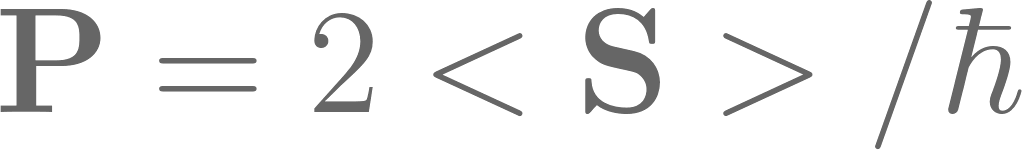 P = 2 < S > /ℏ